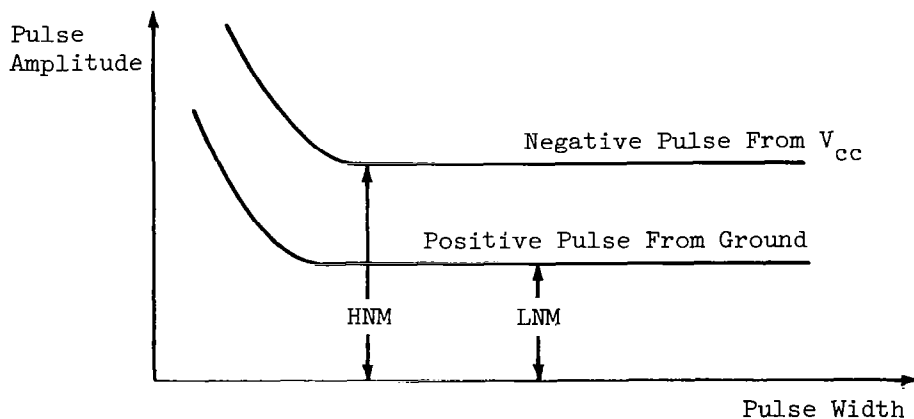 Pulse
Amplitude
Negative Pulse From Vcc
Positive Pulse From Ground
HNM
LNM
Pulse Width